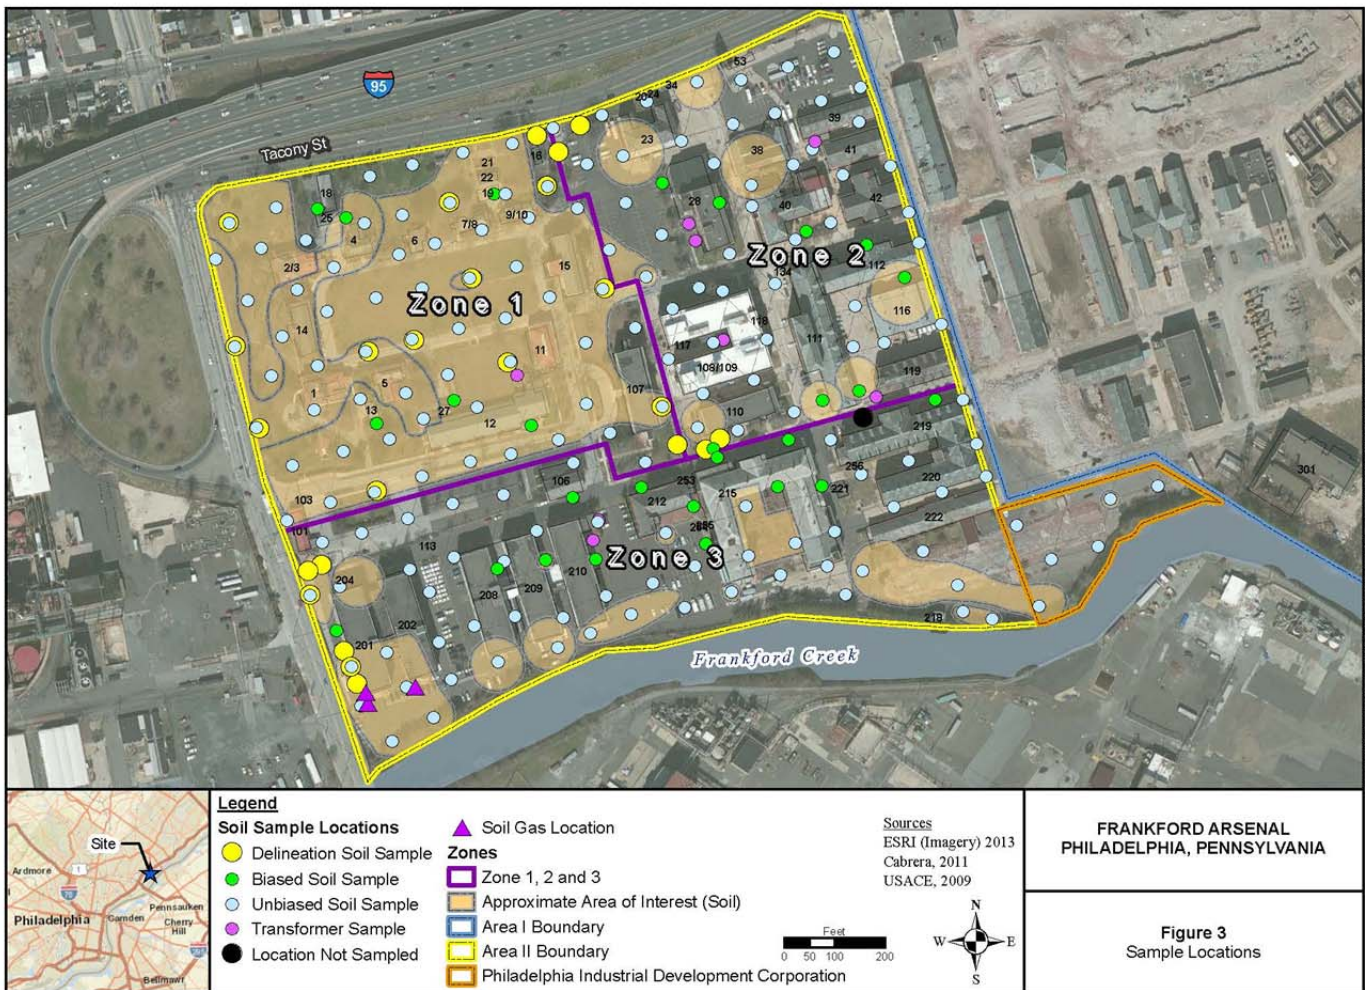 95
Tacony St
53
34
24
39
23
16
21
22
19
38
41
18
25
28
42
9/10
7/8
4
40
6
2/3
15
Zone 2
112
134
Zone 1
116
14
118
117
111
11
108/109
119
5
1
107
13
27
110
12
219
256
301
106
253
220
103
212
215
221
101
222
113
Zone 3
204
210
209
208
202
201
218
Frankford Creek
Legend
Soil Sample Locations
Delineation Soil Sample
Biased Soil Sample
Unbiased Soil Sample
Transformer Sample
Location Not Sampled
Soil Gas Location
Zones
Zone 1, 2 and 3
Approximate Area of Interest (Soil)
Area I Boundary
Area II Boundary
Philadelphia Industrial Development Corporation
Sources
ESRI (Imagery) 2013
Cabrera, 2011
USACE, 2009
Feet
0 50 100 200
N
W E
S
Site
Ardmore
1
76
Philadelphia
Camden
Pennsauken
Cherry
Hill
Bellmawr
FRANKFORD ARSENAL
PHILADELPHIA, PENNSYLVANIA
Figure 3
Sample Locations